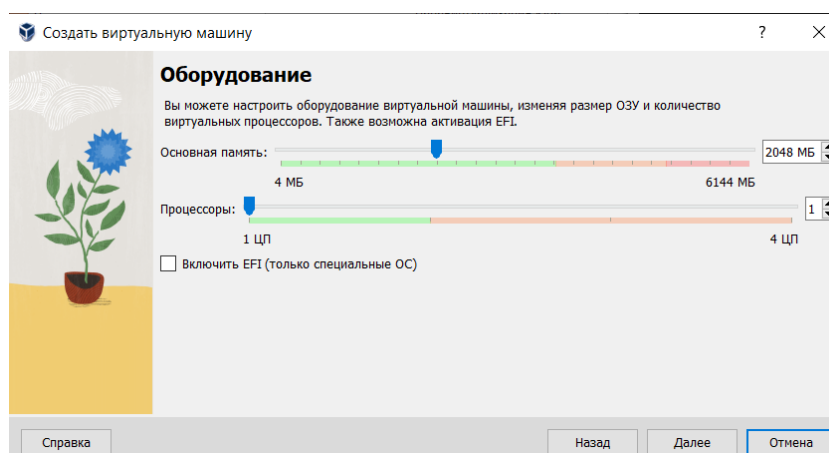 Создать виртуальную машину
?
Оборудование
Вы можете настроить оборудование виртуальной машины, изменяя размер ОЗУ и количество
виртуальных процессоров. Также возможна активация EFI.
Основная память:
2048 МБ
4 МБ
6144 МБ
Процессоры:
1
1 ЦП
4 ЦП
Включить EFI (только специальные ОС)
Справка
Назад
Далее
Отмена